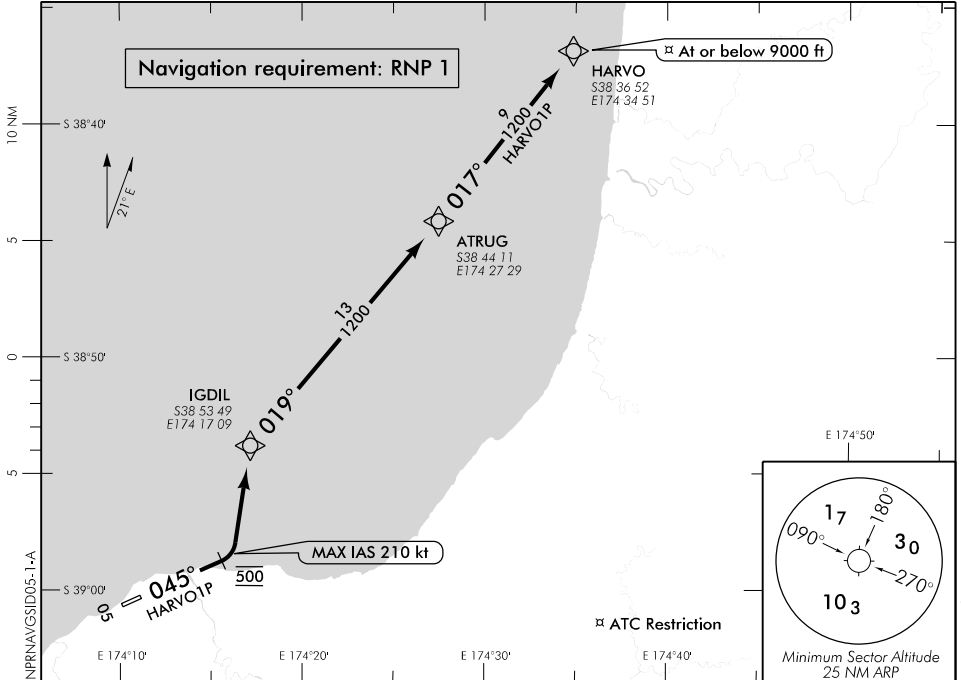 Navigation requirement: RNP 1
¤ At or below 9000 ft
HARVO
S38 36 52
E174 34 51
10 NM
S 38°40'
9
1200
HARVO1P
017°
21° E
5
ATRUG
S38 44 11
E174 27 29
13
1200
0
S 38°50'
IGDIL
S38 53 49
E174 17 09
019°
E 174°50'
5
MAX IAS 210 kt
500
045°
HARVO1P
05
S 39°00'
17
180°
090°
30
270°
103
¤ ATC Restriction
NPRNAVGSID05-1-A
E 174°10'
E 174°20'
E 174°30'
E 174°40'
Minimum Sector Altitude
25 NM ARP